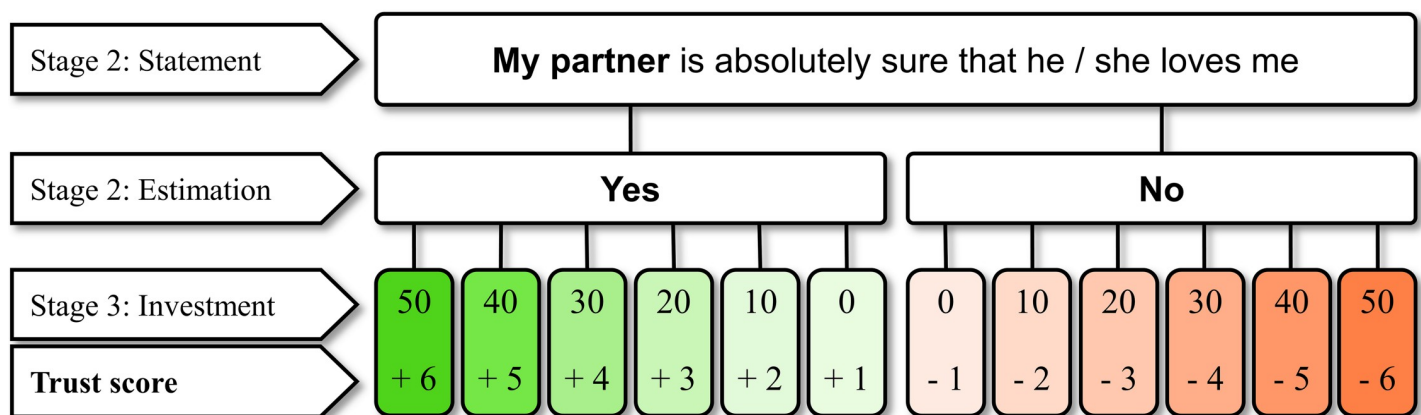 Stage 2: Statement
My partner is absolutely sure that he / she loves me
Stage 2: Estimation
Yes
No
Stage 3: Investment
50 40 30 20 10 0 0 10 20 30 40 50
Trust score
+ 6 + 5 + 4 + 3 + 2 + 1 - 1 - 2 - 3 - 4 - 5 - 6